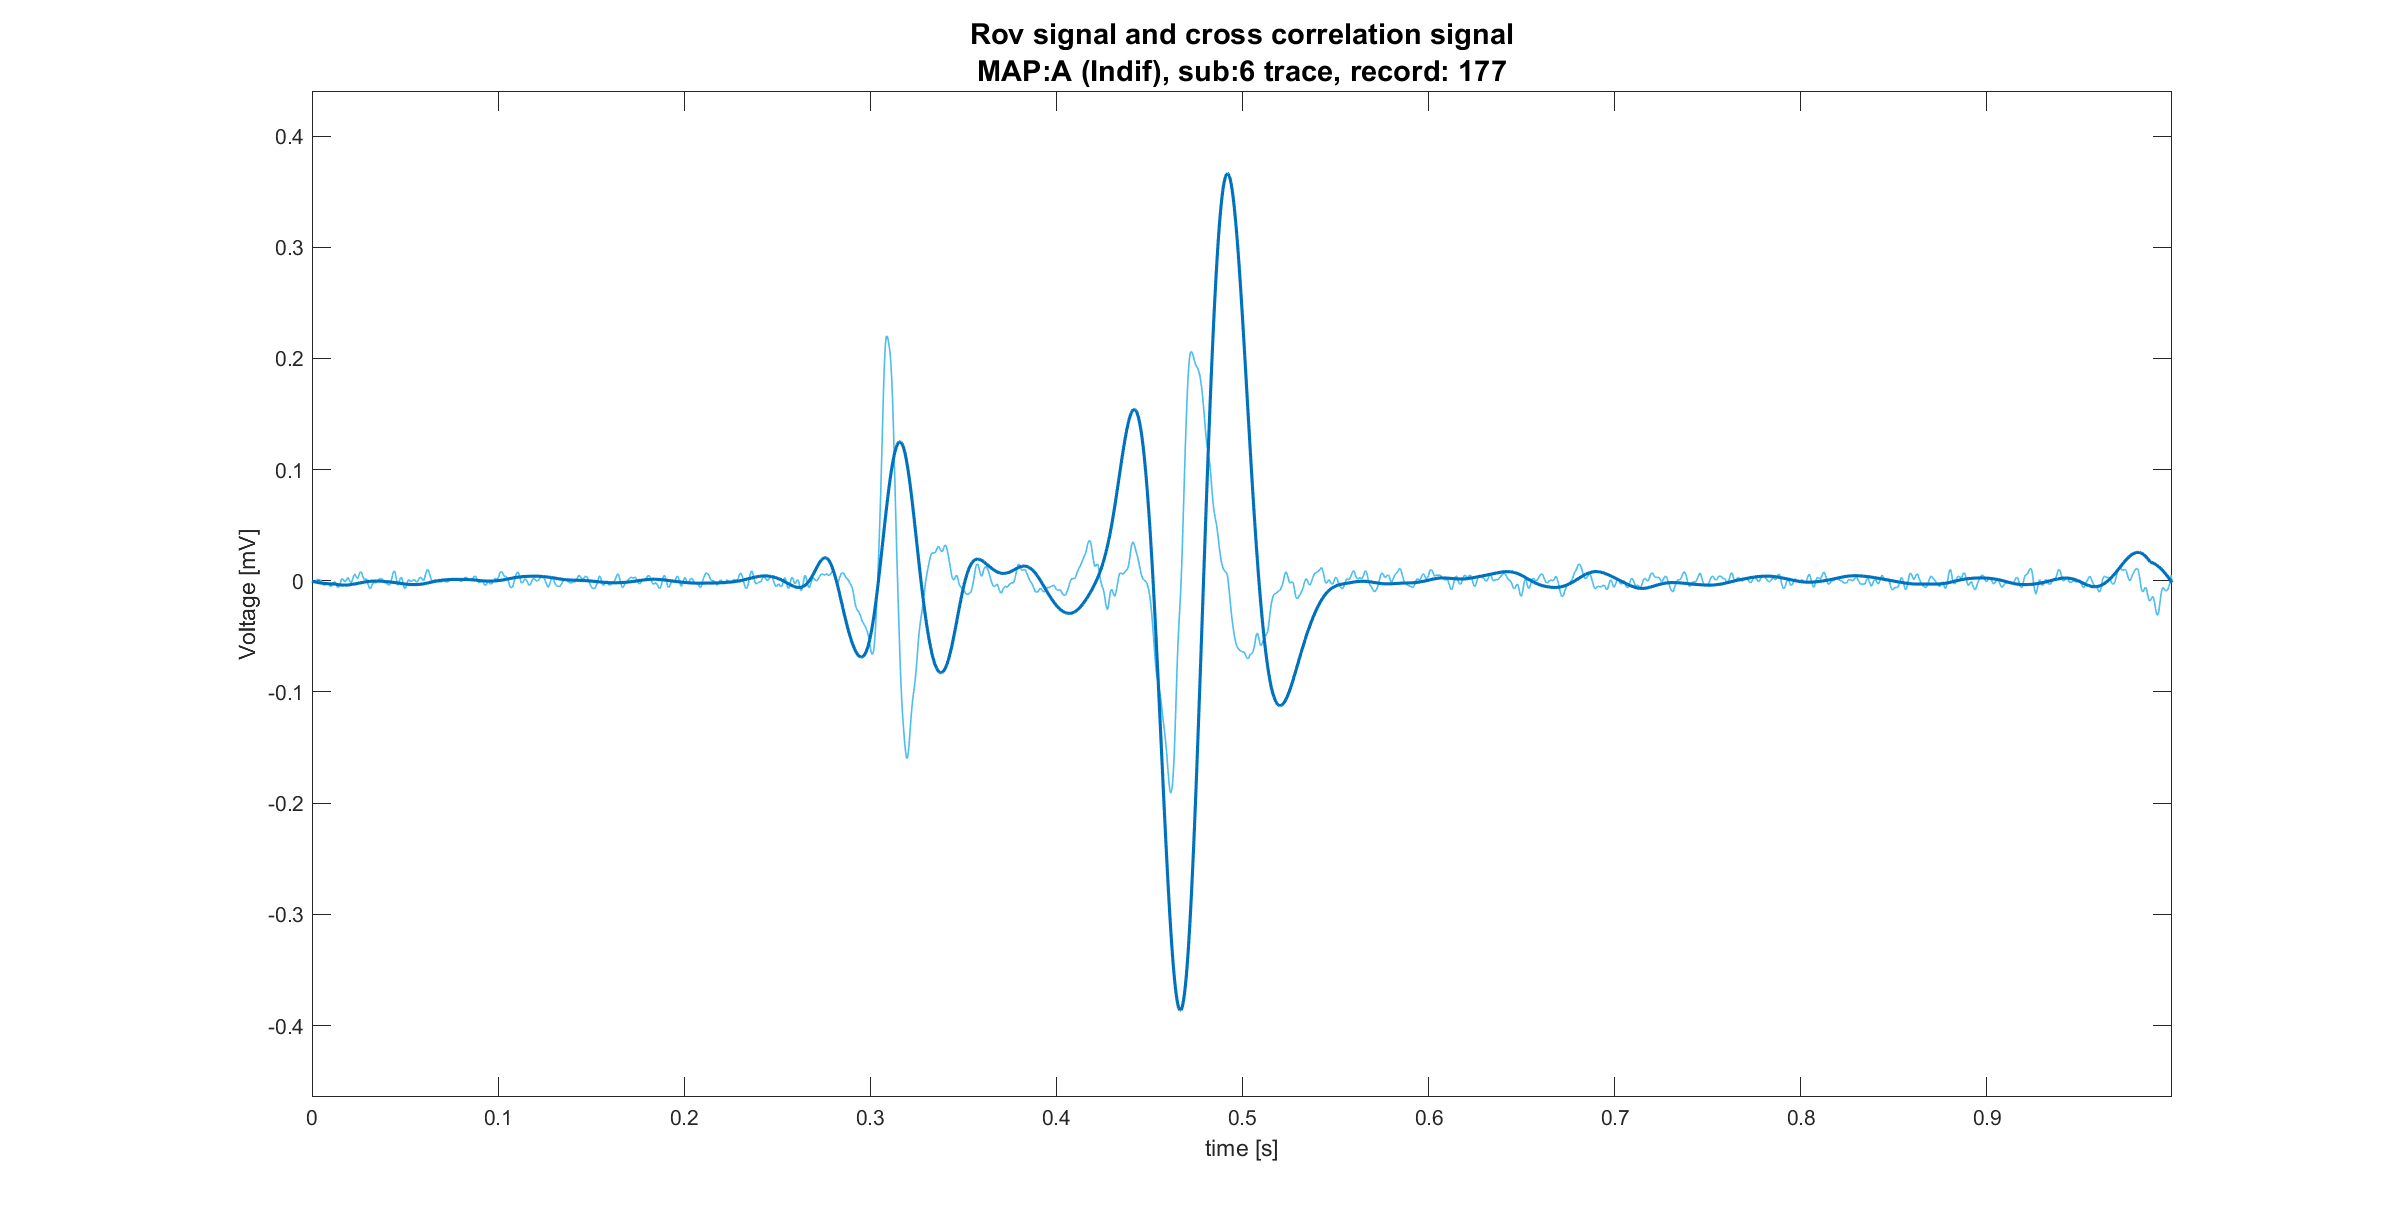 Rov signal and cross correlation signal
MAP:A (Indif), sub:6 trace, record: 177
Voltage [mV]
0.4
0.3
0.2
0.1
0
-0.1
-0.2
-0.3
-0.4
0 0.1 0.2 0.3 0.4 0.5 0.6 0.7 0.8 0.9
time [s]